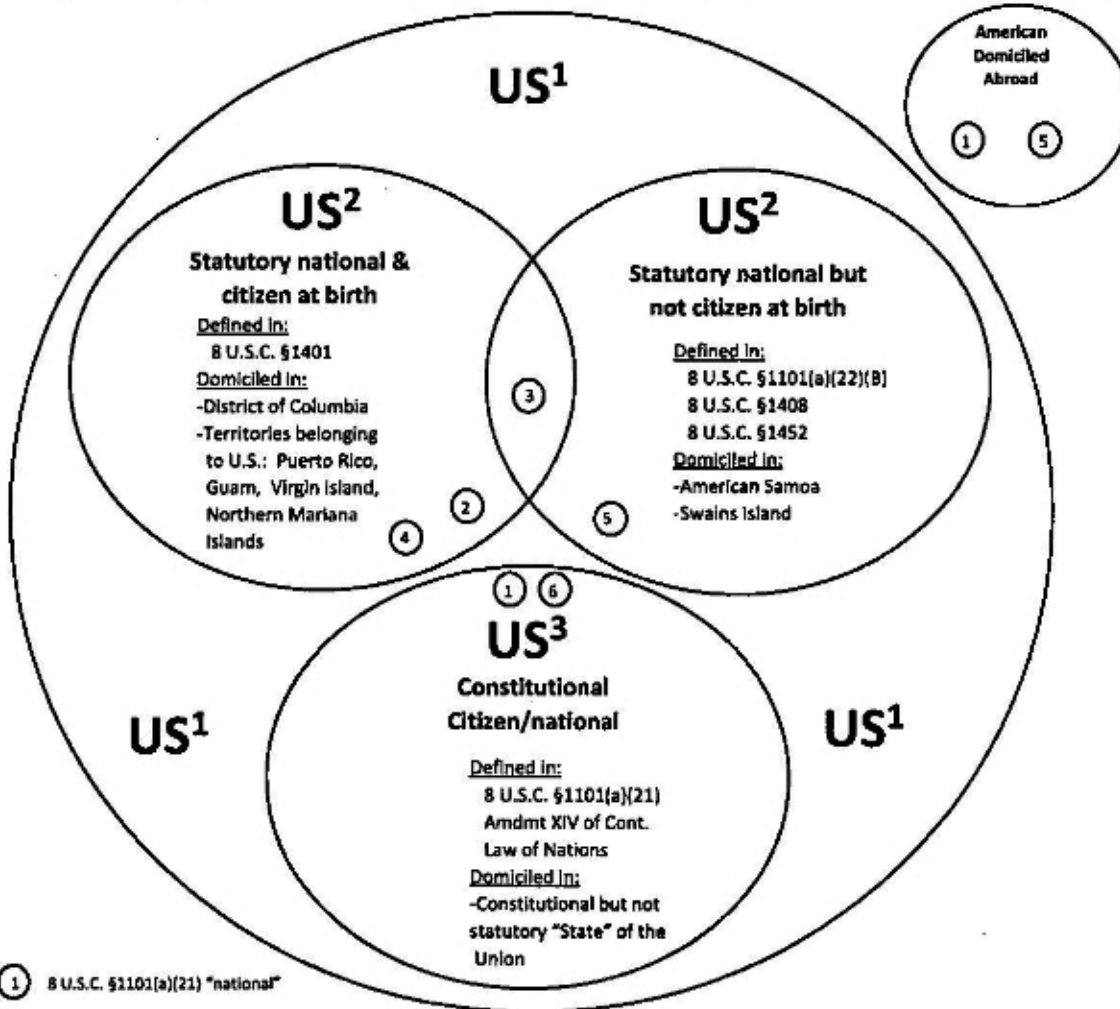 US¹
American
Domiciled
Abroad
1 5
US²
Statutory national &
citizen at birth
Defined in:
8 U.S.C. §1401
Domiciled in:
-District of Columbia
-Territories belonging
to U.S.: Puerto Rico,
Guam, Virgin Island,
Northern Mariana
Islands
2
4
3
US²
Statutory national but
not citizen at birth
Defined in:
8 U.S.C. §1101(a)(22)(B)
8 U.S.C. §1408
8 U.S.C. §1452
Domiciled in:
-American Samoa
-Swains Island
5
1 6
US³
Constitutional
Citizen/national
Defined in:
8 U.S.C. §1101(a)(21)
Amdmt XIV of Cont.
Law of Nations
Domiciled in:
-Constitutional but not
statutory "State" of the
Union
US¹
US¹
1 8 U.S.C. §1101(a)(21) "national"